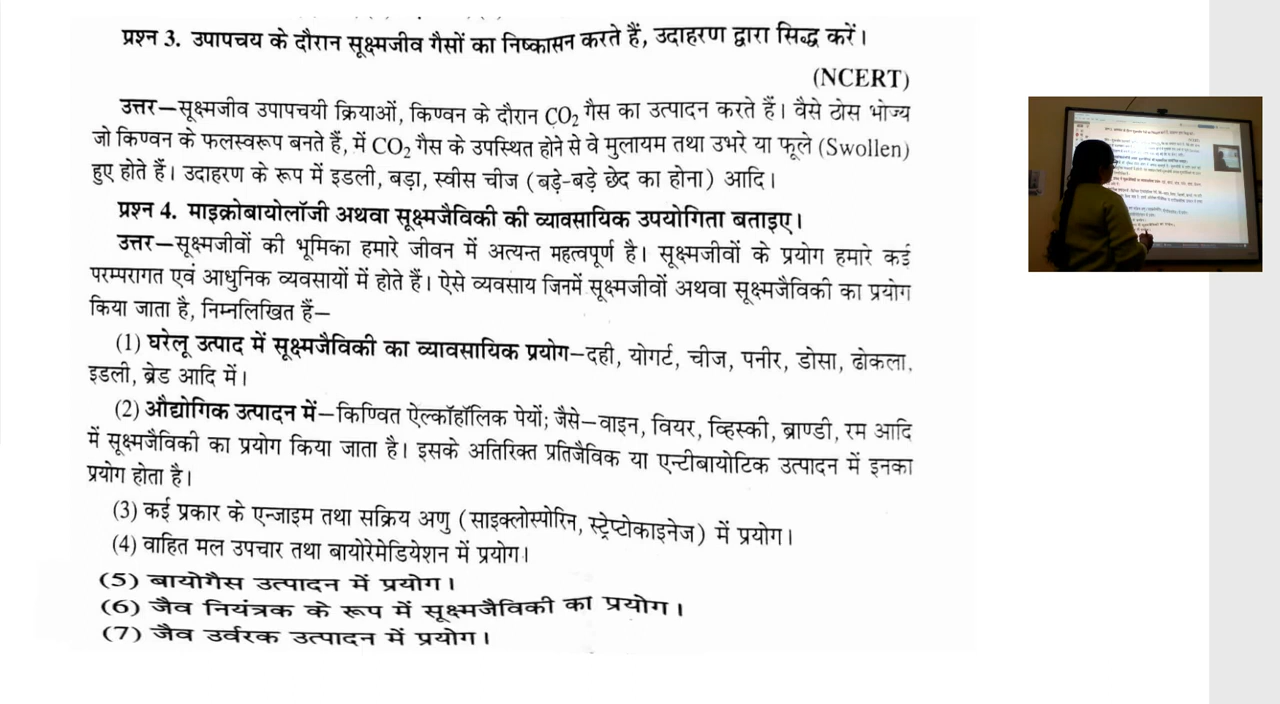 प्रश्न 3. उपापचय के दौरान सूक्ष्मजीव गैसों का निष्कासन करते हैं, उदाहरण द्वारा सिद्ध करें।
(NCERT)
उत्तर–सूक्ष्मजीव उपापचयी क्रियाओं, किण्वन के दौरान CO₂ गैस का उत्पादन करते हैं। वैसे ठोस भोज्य
जो किण्वन के फलस्वरूप बनते हैं, में CO₂ गैस के उपस्थित होने से वे मुलायम तथा उभरे या फूले (Swollen)
हुए होते हैं। उदाहरण के रूप में इडली, बड़ा, स्वीस चीज (बड़े-बड़े छेद का होना) आदि।
प्रश्न 4. माइक्रोबायोलॉजी अथवा सूक्ष्मजैविकी की व्यावसायिक उपयोगिता बताइए।
उत्तर–सूक्ष्मजीवों की भूमिका हमारे जीवन में अत्यन्त महत्वपूर्ण है। सूक्ष्मजीवों के प्रयोग हमारे कई
परम्परागत एवं आधुनिक व्यवसायों में होते हैं। ऐसे व्यवसाय जिनमें सूक्ष्मजीवों अथवा सूक्ष्मजैविकी का प्रयोग
किया जाता है, निम्नलिखित हैं–
(1) घरेलू उत्पाद में सूक्ष्मजैविकी का व्यावसायिक प्रयोग–दही, योगर्ट, चीज, पनीर, डोसा, ढोकला,
इडली, ब्रेड आदि में।
(2) औद्योगिक उत्पादन में–किण्वित ऐल्कॉहॉलिक पेयों; जैसे–वाइन, वियर, व्हिस्की, ब्राण्डी, रम आदि
में सूक्ष्मजैविकी का प्रयोग किया जाता है। इसके अतिरिक्त प्रतिजैविक या एन्टीबायोटिक उत्पादन में इनका
प्रयोग होता है।
(3) कई प्रकार के एन्जाइम तथा सक्रिय अणु (साइक्लोस्पोरिन, स्ट्रेप्टोकाइनेज) में प्रयोग।
(4) वाहित मल उपचार तथा बायोरेमेडियेशन में प्रयोग।
(5) बायोगैस उत्पादन में प्रयोग।
(6) जैव नियंत्रक के रूप में सूक्ष्मजैविकी का प्रयोग।
(7) जैव उर्वरक उत्पादन में प्रयोग।